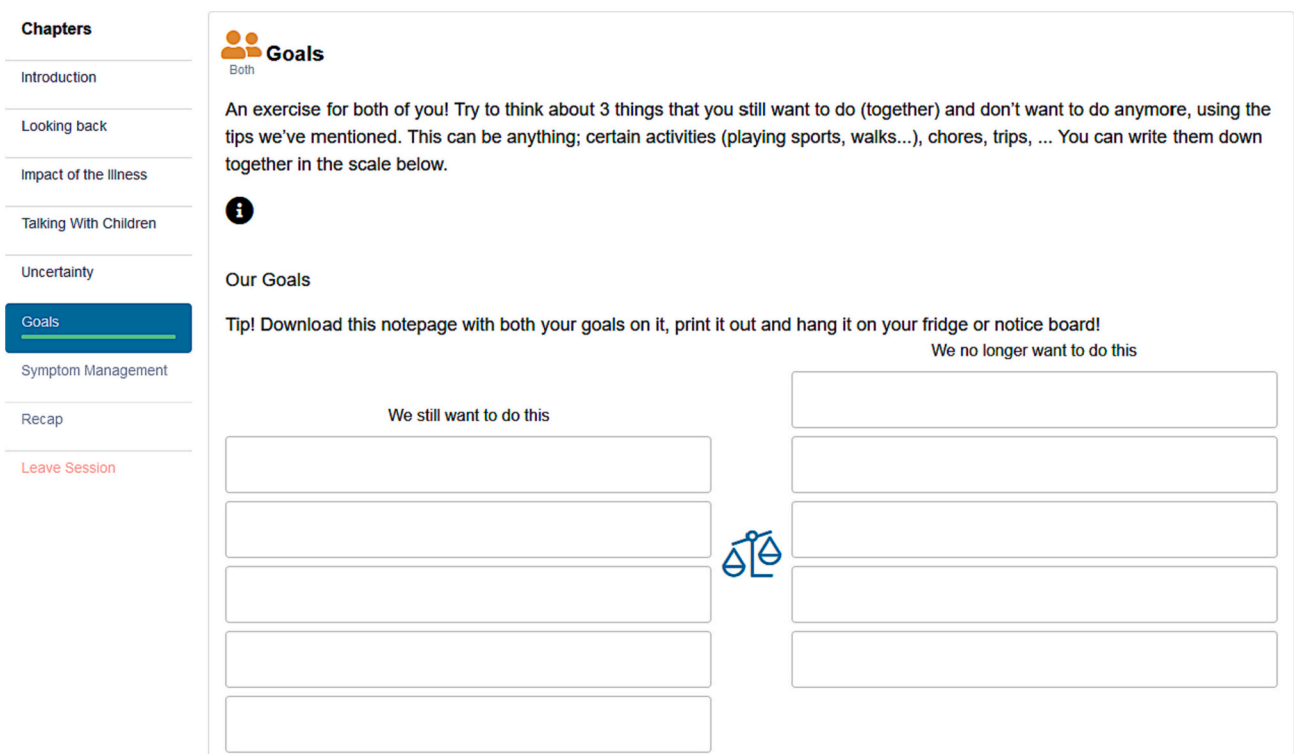 Chapters
Introduction
Looking back
Impact of the Illness
Talking With Children
Uncertainty
Goals
Symptom Management
Recap
Leave Session
Goals
Both
An exercise for both of you! Try to think about 3 things that you still want to do (together) and don't want to do anymore, using the
tips we've mentioned. This can be anything; certain activities (playing sports, walks...), chores, trips, ... You can write them down
together in the scale below.
Our Goals
Tip! Download this notepage with both your goals on it, print it out and hang it on your fridge or notice board!
We no longer want to do this
We still want to do this